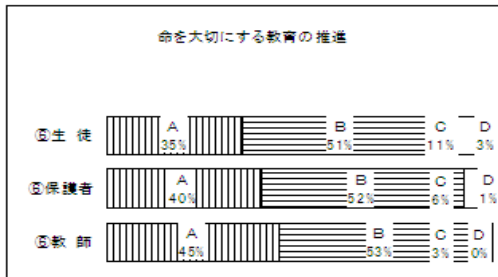 命を大切にする教育の推進
⑤生 徒 A 35% B 51% C 11% D 3%
⑥保護者 A 40% B 52% C 6% D 1%
⑥教 師 A 45% B 53% C 3% D 0%